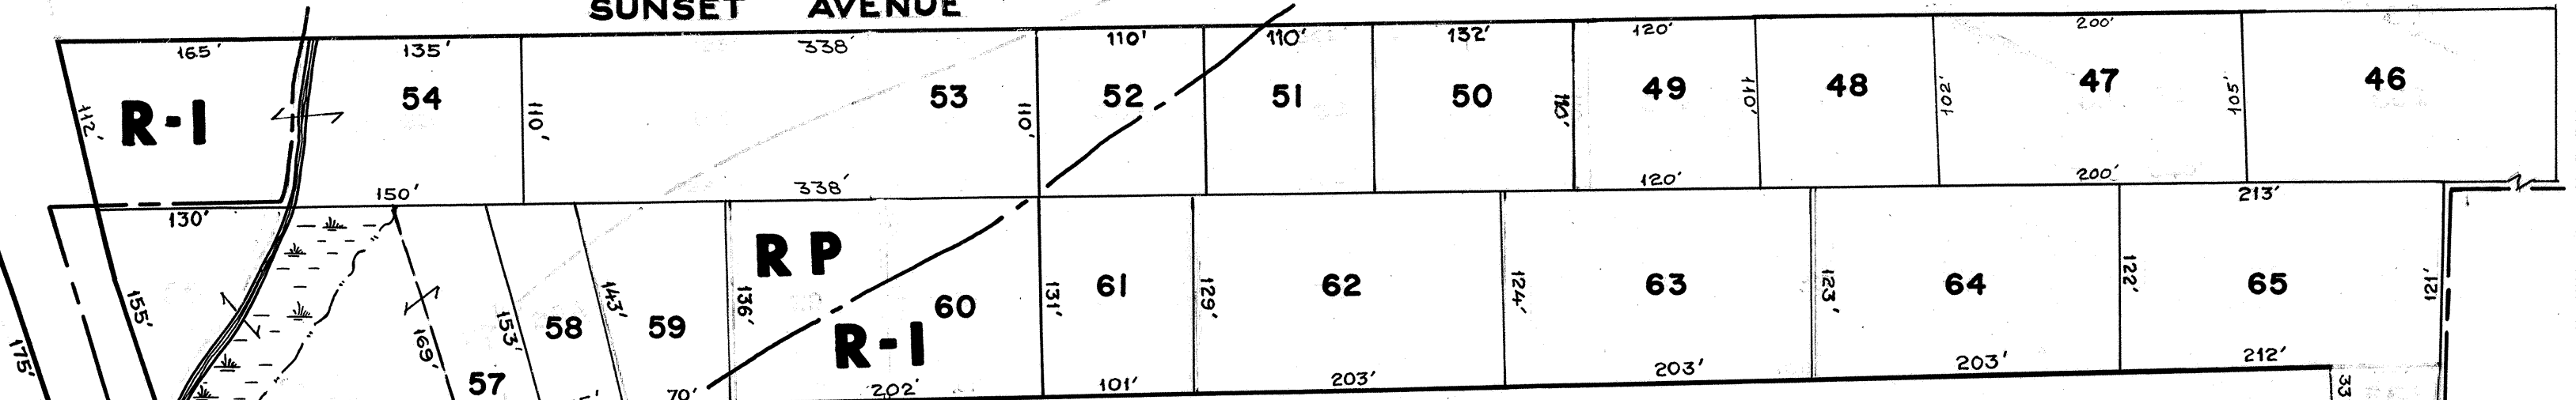 SUNSET AVENUE
165' 135' 338' 110' 110' 132' 120' 200'
R-1 54 53 52 51 50 49 48 47 46
112' 110' 110' 110' 110' 102' 105'
130' 150' 338' 120' 200' 213'
RP
61 62 63 64 65
155' 169' 153' 143' 136' 131' 129' 124' 123' 122' 121'
175' 57 58 59 60
R-1
70' 202' 101' 203' 203' 203' 212' 33